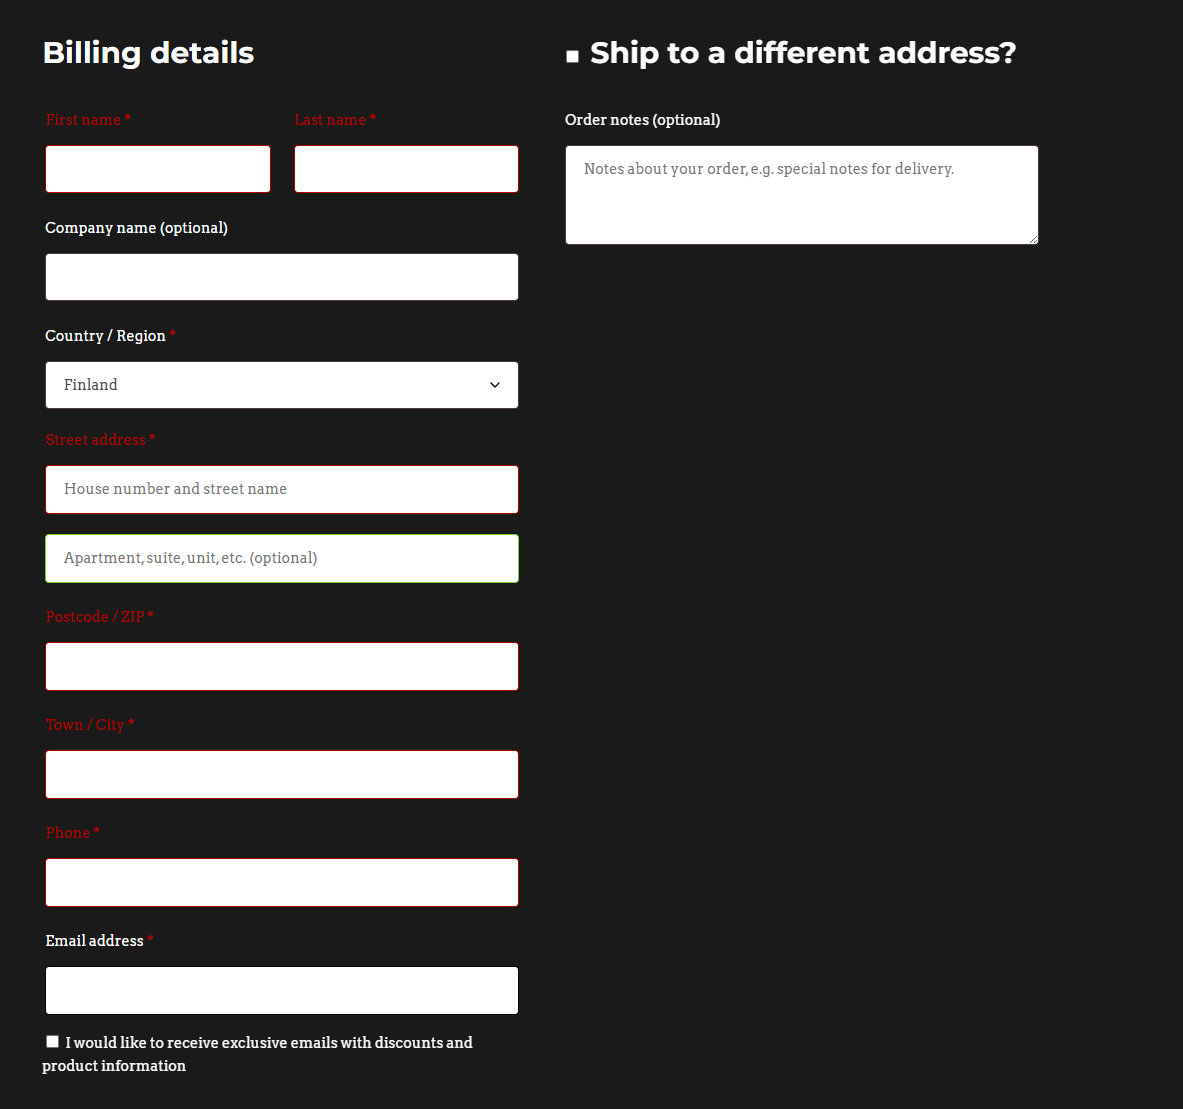 Billing details
Ship to a different address?
First name *
Last name *
Order notes (optional)
Notes about your order, e.g. special notes for delivery.
Company name (optional)
Country / Region *
Finland
Street address *
House number and street name
Apartment, suite, unit, etc. (optional)
Postcode / ZIP *
Town / City *
Phone *
Email address *
I would like to receive exclusive emails with discounts and
product information